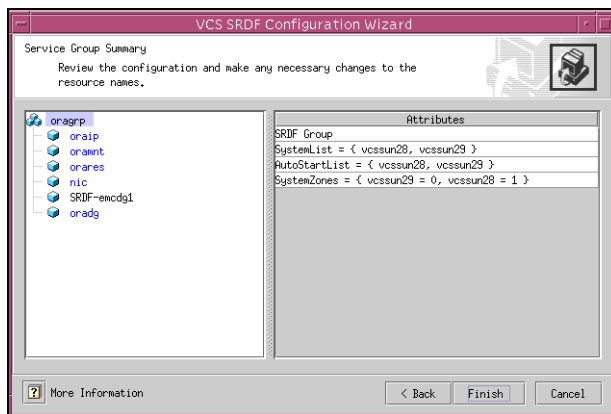 VCS SRDF Configuration Wizard
Service Group Summary
Review the configuration and make any necessary changes to the
resource names.
oragrp
oraip
oramnt
orares
nic
SRDF-emcdg1
oradg
Attributes
SRDF Group
SystemList = { vcssun28, vcssun29 }
AutoStartList = { vcssun28, vcssun29 }
SystemZones = { vcssun29 = 0, vcssun28 = 1 }
? More Information
< Back
Finish
Cancel